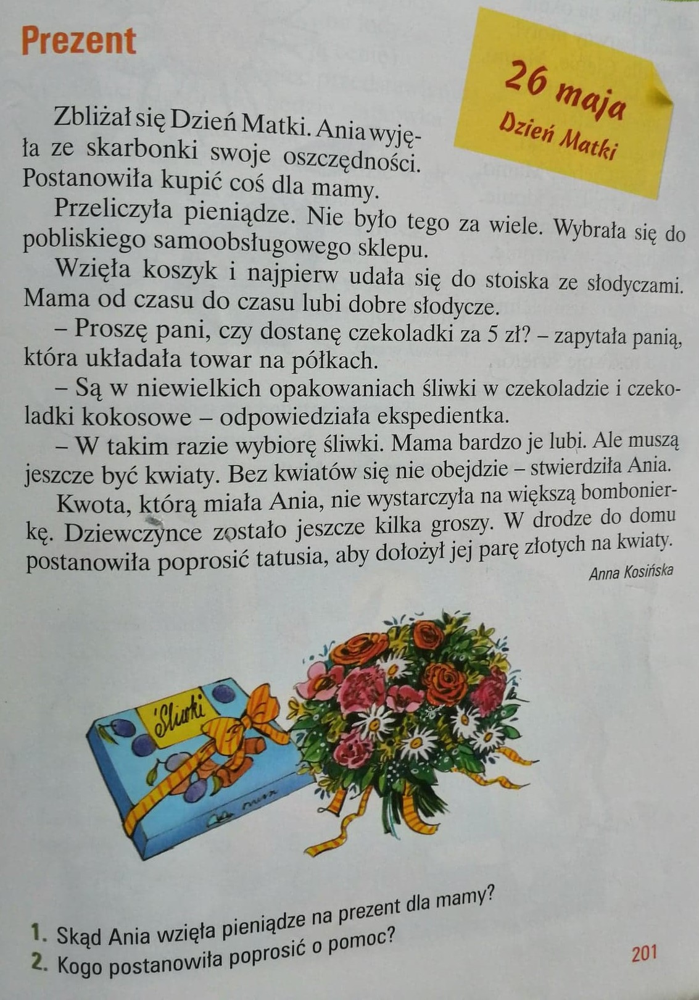 Prezent
26 maja
Dzień Matki
Zbliżał się Dzień Matki. Ania wyję-
ła ze skarbonki swoje oszczędności.
Postanowiła kupić coś dla mamy.
Przeliczyła pieniądze. Nie było tego za wiele. Wybrała się do
pobliskiego samoobsługowego sklepu.
Wzięła koszyk i najpierw udała się do stoiska ze słodyczami.
Mama od czasu do czasu lubi dobre słodycze.
– Proszę pani, czy dostanę czekoladki za 5 zł? – zapytała panią,
która układała towar na półkach.
– Są w niewielkich opakowaniach śliwki w czekoladzie i czeko-
ladki kokosowe – odpowiedziała ekspedientka.
– W takim razie wybiorę śliwki. Mama bardzo je lubi. Ale muszą
jeszcze być kwiaty. Bez kwiatów się nie obejdzie – stwierdziła Ania.
Kwota, którą miała Ania, nie wystarczyła na większą bombonier-
kę. Dziewczynce zostało jeszcze kilka groszy. W drodze do domu
postanowiła poprosić tatusia, aby dołożył jej parę złotych na kwiaty.
Anna Kosińska
Śliwki
1. Skąd Ania wzięła pieniądze na prezent dla mamy?
2. Kogo postanowiła poprosić o pomoc?
201